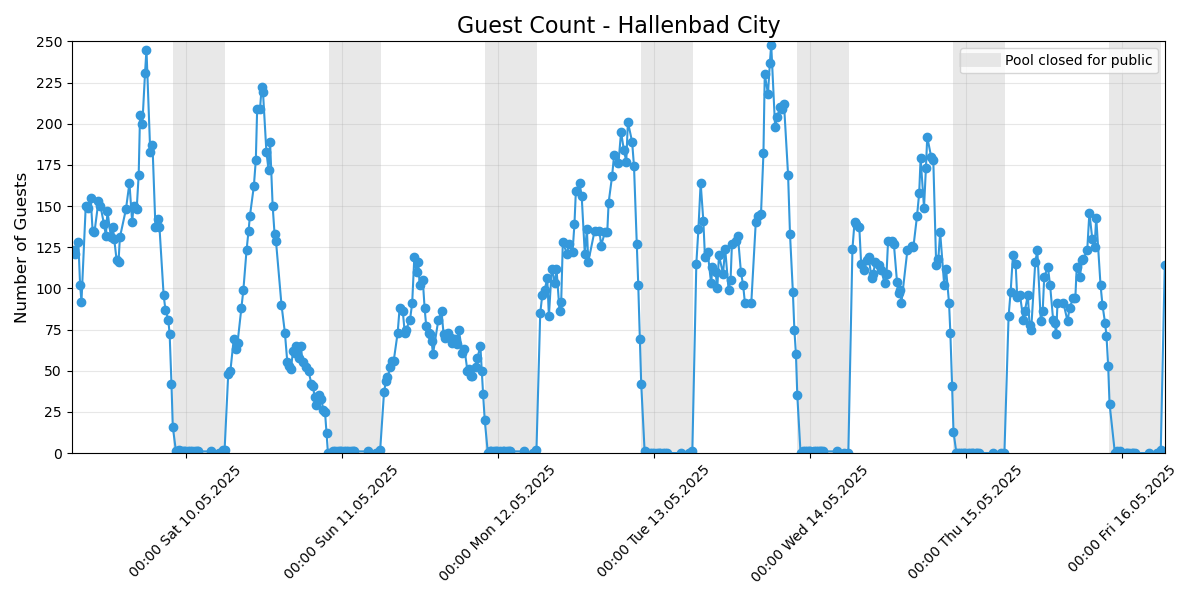 Guest Count - Hallenbad City
Pool closed for public
Number of Guests
250
225
200
175
150
125
100
75
50
25
0
00:00 Sat 10.05.2025
00:00 Sun 11.05.2025
00:00 Mon 12.05.2025
00:00 Tue 13.05.2025
00:00 Wed 14.05.2025
00:00 Thu 15.05.2025
00:00 Fri 16.05.2025